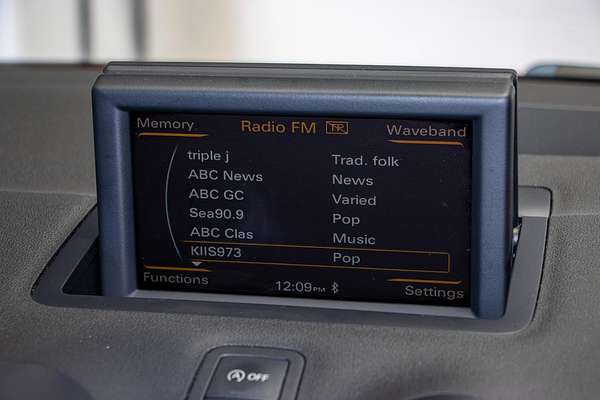 Memory Radio FM TP Waveband
triple j Trad. folk
ABC News News
ABC GC Varied
Sea90.9 Pop
ABC Clas Music
KIIS973 Pop
Functions 12:09PM Settings
A OFF